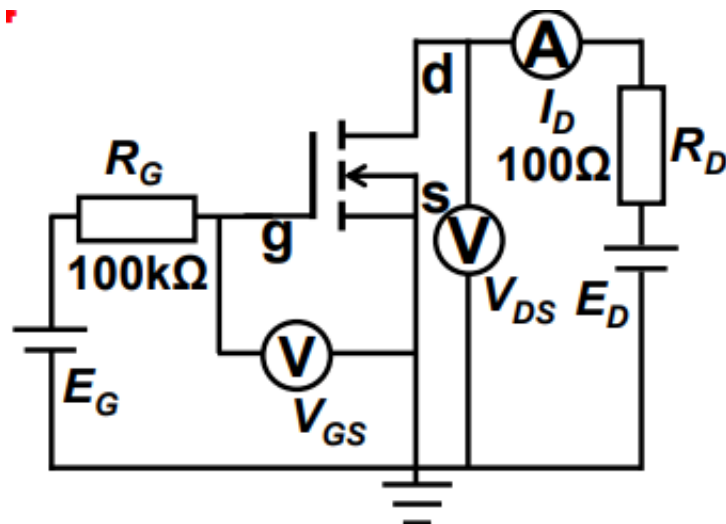 A
d
I_D
R_D
100Ω
R_G
s
g
V
100kΩ
V_DS
E_D
V
E_G
V_GS